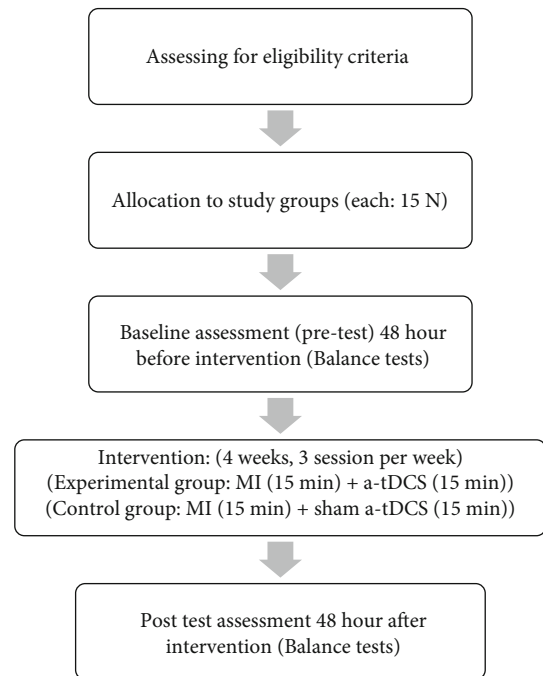 Assessing for eligibility criteria
Allocation to study groups (each: 15 N)
Baseline assessment (pre-test) 48 hour
before intervention (Balance tests)
Intervention: (4 weeks, 3 session per week)
(Experimental group: MI (15 min) + a-tDCS (15 min))
(Control group: MI (15 min) + sham a-tDCS (15 min))
Post test assessment 48 hour after
intervention (Balance tests)